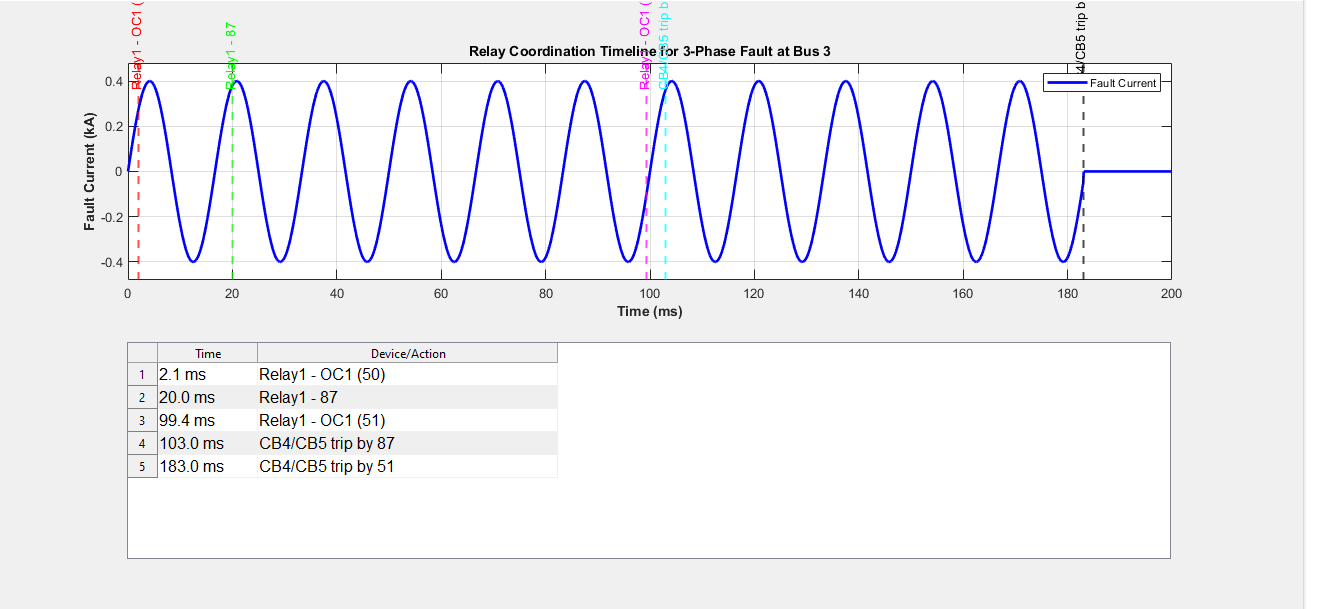 Relay1 - OC1 (
Relay1 - 87
Relay1 - OC1 (
CB4/CB5 trip b
4/CB5 trip b
Relay Coordination Timeline for 3-Phase Fault at Bus 3
Fault Current
Fault Current (kA)
0.4
0.2
0
-0.2
-0.4
0 20 40 60 80 100 120 140 160 180 200
Time (ms)
Time Device/Action
1 2.1 ms Relay1 - OC1 (50)
2 20.0 ms Relay1 - 87
3 99.4 ms Relay1 - OC1 (51)
4 103.0 ms CB4/CB5 trip by 87
5 183.0 ms CB4/CB5 trip by 51